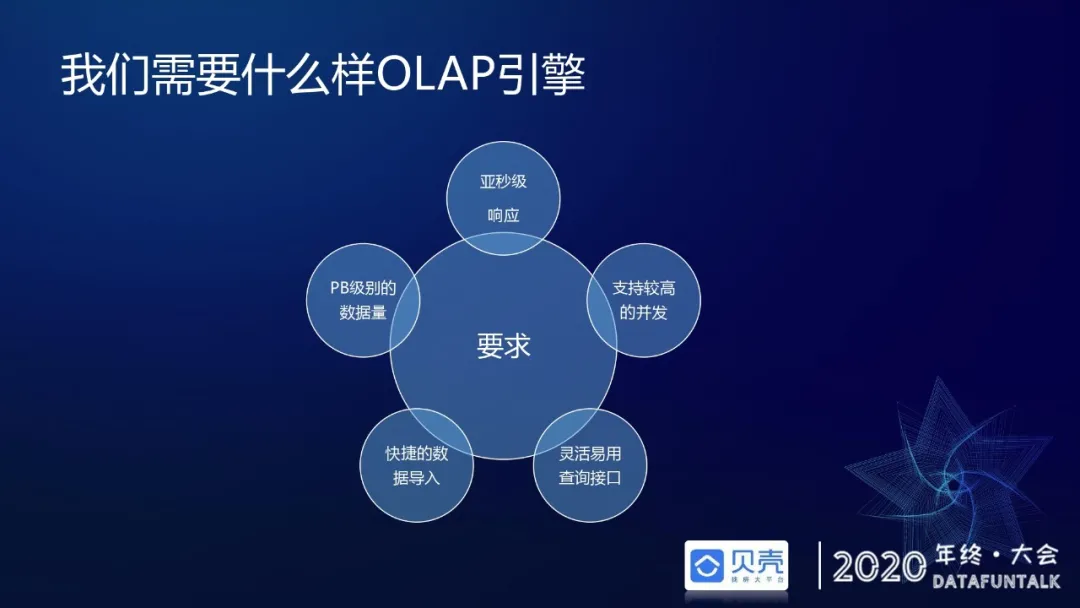 我们需要什么样OLAP引擎
亚秒级
响应
PB级别的
数据量
支持较高
的并发
要求
快捷的数
据导入
灵活易用
查询接口
贝壳
2020
年终·大会
DATAFUNTALK